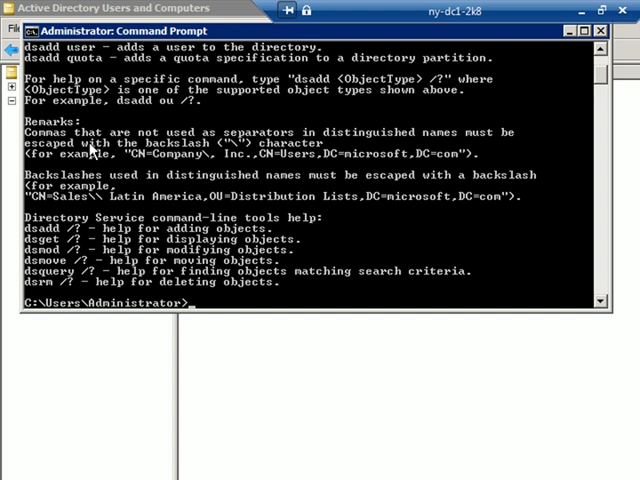 Active Directory Users and Computers
ny-dc1-2k8
Fil
Administrator: Command Prompt
dsadd user - adds a user to the directory.
dsadd quota - adds a quota specification to a directory partition.
For help on a specific command, type "dsadd <ObjectType> /?" where
<ObjectType> is one of the supported object types shown above.
For example, dsadd ou /?.
Remarks:
Commas that are not used as separators in distinguished names must be
escaped with the backslash ("\") character
(for example, "CN=Company\, Inc.,CN=Users,DC=microsoft,DC=com").
Backslashes used in distinguished names must be escaped with a backslash
(for example,
"CN=Sales\\ Latin America,OU=Distribution Lists,DC=microsoft,DC=com").
Directory Service command-line tools help:
dsadd /? - help for adding objects.
dsget /? - help for displaying objects.
dsmod /? - help for modifying objects.
dsmove /? - help for moving objects.
dsquery /? - help for finding objects matching search criteria.
dsrm /? - help for deleting objects.
C:\Users\Administrator>_